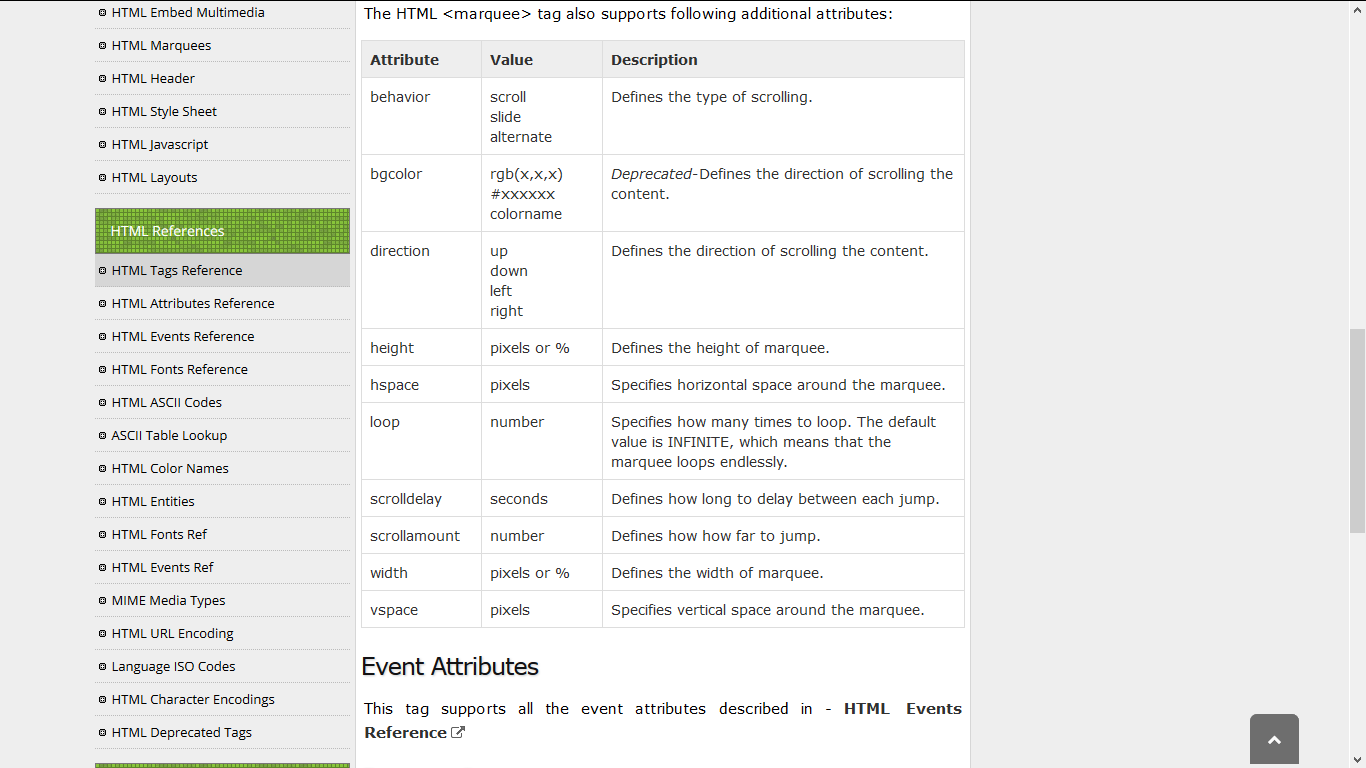 HTML Embed Multimedia
HTML Marquees
HTML Header
HTML Style Sheet
HTML Javascript
HTML Layouts
HTML References
HTML Tags Reference
HTML Attributes Reference
HTML Events Reference
HTML Fonts Reference
HTML ASCII Codes
ASCII Table Lookup
HTML Color Names
HTML Entities
HTML Fonts Ref
HTML Events Ref
MIME Media Types
HTML URL Encoding
Language ISO Codes
HTML Character Encodings
HTML Deprecated Tags
The HTML <marquee> tag also supports following additional attributes:
Attribute Value Description
behavior scroll Defines the type of scrolling.
slide
alternate
bgcolor rgb(x,x,x) Deprecated-Defines the direction of scrolling the
#xxxxxx content.
colorname
direction up Defines the direction of scrolling the content.
down
left
right
height pixels or % Defines the height of marquee.
hspace pixels Specifies horizontal space around the marquee.
loop number Specifies how many times to loop. The default
value is INFINITE, which means that the
marquee loops endlessly.
scrolldelay seconds Defines how long to delay between each jump.
scrollamount number Defines how how far to jump.
width pixels or % Defines the width of marquee.
vspace pixels Specifies vertical space around the marquee.
Event Attributes
This tag supports all the event attributes described in - HTML Events
Reference